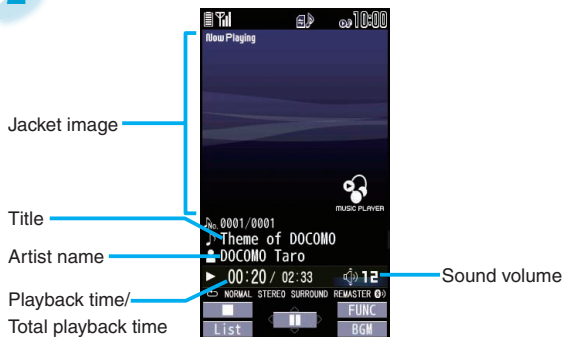 10:00
Now Playing
Jacket image
MUSIC PLAYER
No. 0001/0001
Title
Theme of DOCOMO
Artist name
DOCOMO Taro
00:20 / 02:33
12
Sound volume
Playback time/
Total playback time
NORMAL STEREO SURROUND REMASTER
FUNC
List
BGM